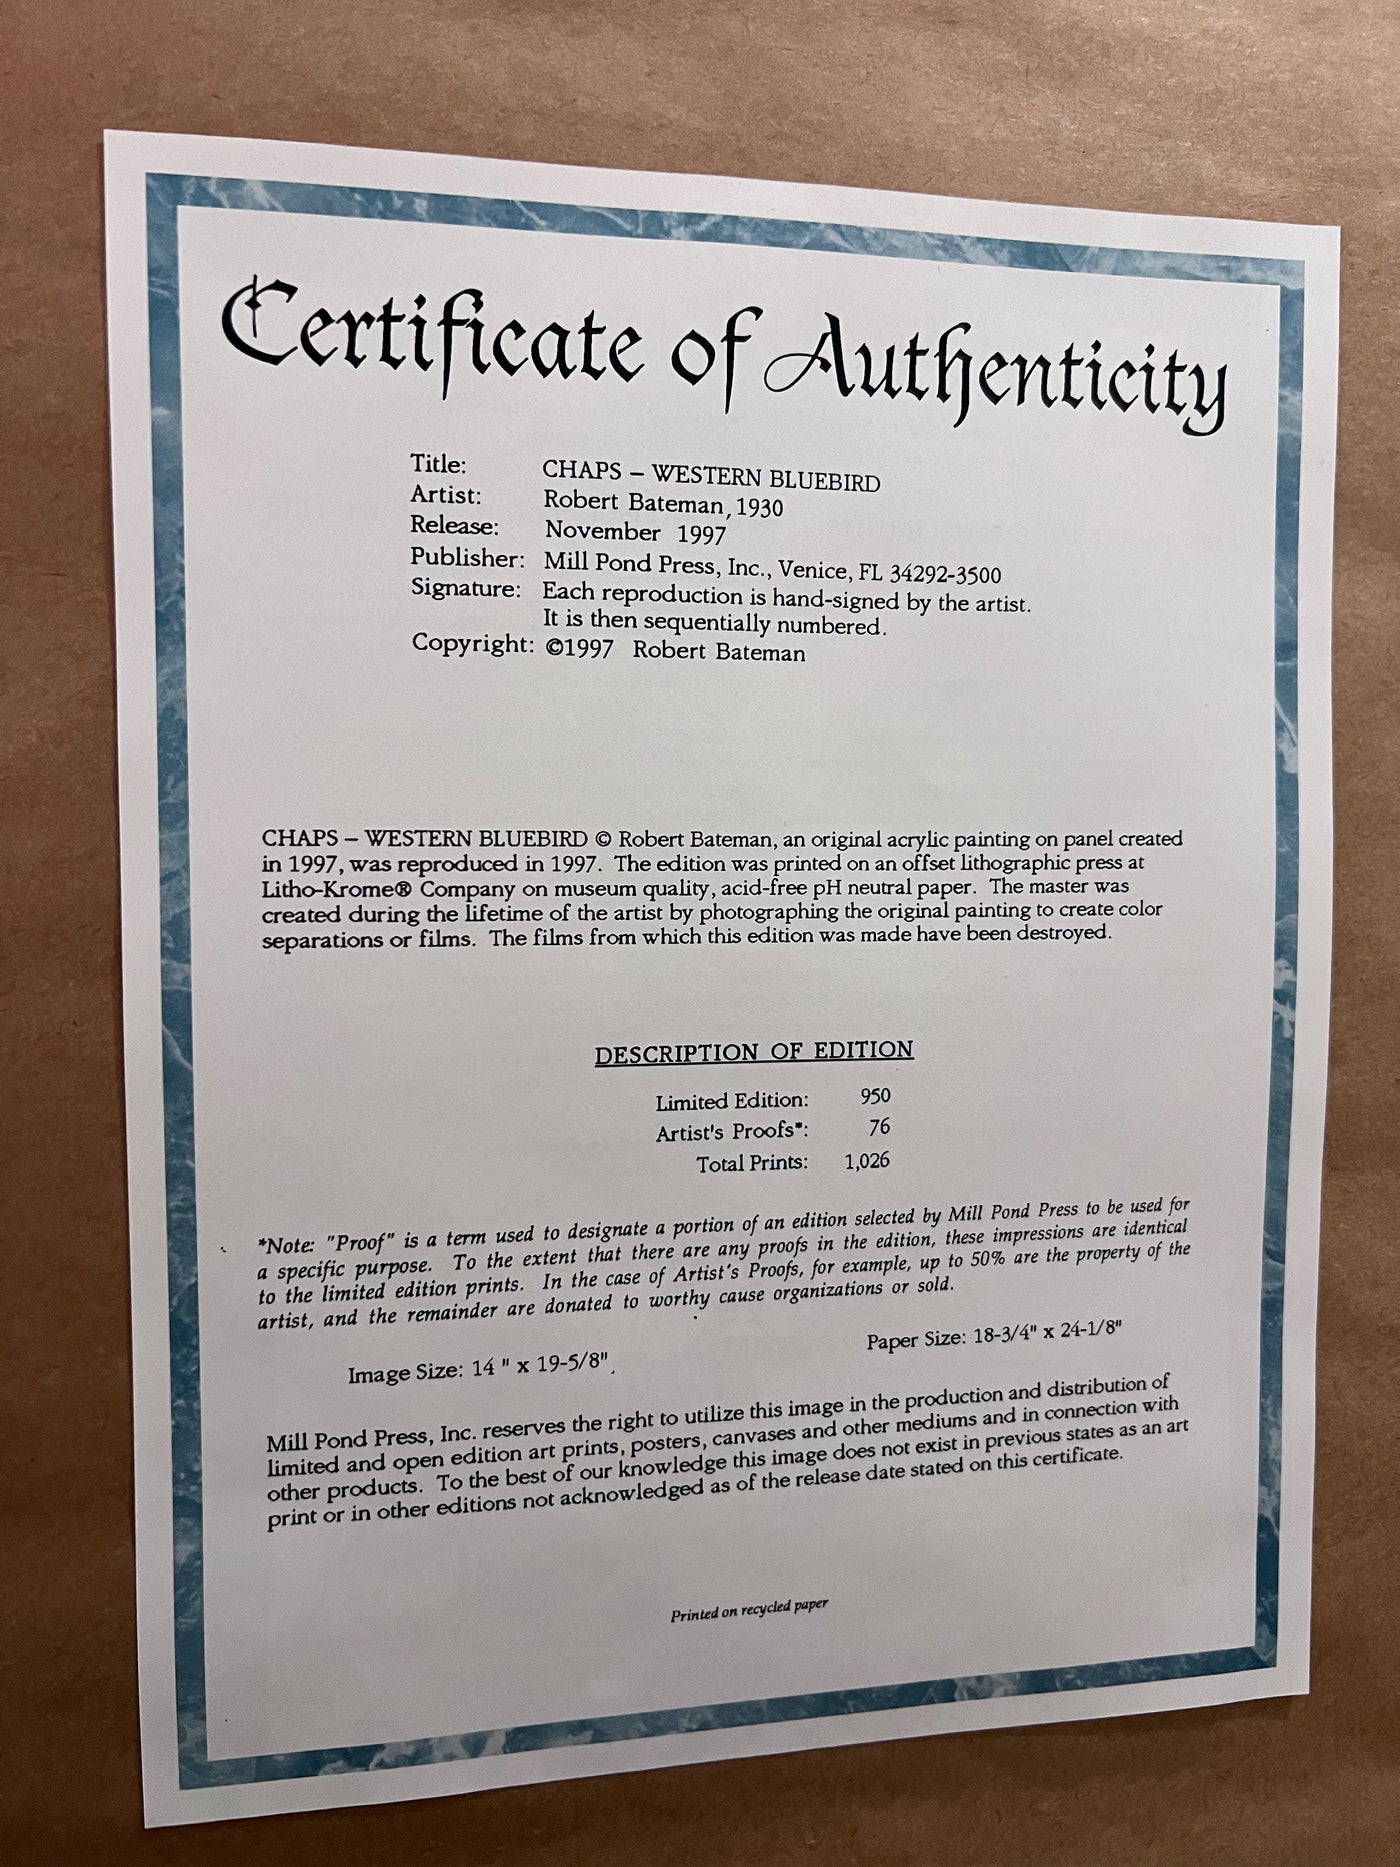 Certificate of Authenticity
Title: CHAPS – WESTERN BLUEBIRD
Artist: Robert Bateman, 1930
Release: November 1997
Publisher: Mill Pond Press, Inc., Venice, FL 34292-3500
Signature: Each reproduction is hand-signed by the artist.
It is then sequentially numbered.
Copyright: ©1997 Robert Bateman
CHAPS – WESTERN BLUEBIRD © Robert Bateman, an original acrylic painting on panel created
in 1997, was reproduced in 1997. The edition was printed on an offset lithographic press at
Litho-Krome® Company on museum quality, acid-free pH neutral paper. The master was
created during the lifetime of the artist by photographing the original painting to create color
separations or films. The films from which this edition was made have been destroyed.
DESCRIPTION OF EDITION
Limited Edition: 950
Artist's Proofs*: 76
Total Prints: 1,026
*Note: "Proof" is a term used to designate a portion of an edition selected by Mill Pond Press to be used for
a specific purpose. To the extent that there are any proofs in the edition, these impressions are identical
to the limited edition prints. In the case of Artist's Proofs, for example, up to 50% are the property of the
artist, and the remainder are donated to worthy cause organizations or sold.
Image Size: 14 " x 19-5/8" Paper Size: 18-3/4" x 24-1/8"
Mill Pond Press, Inc. reserves the right to utilize this image in the production and distribution of
limited and open edition art prints, posters, canvases and other mediums and in connection with
other products. To the best of our knowledge this image does not exist in previous states as an art
print or in other editions not acknowledged as of the release date stated on this certificate.
Printed on recycled paper